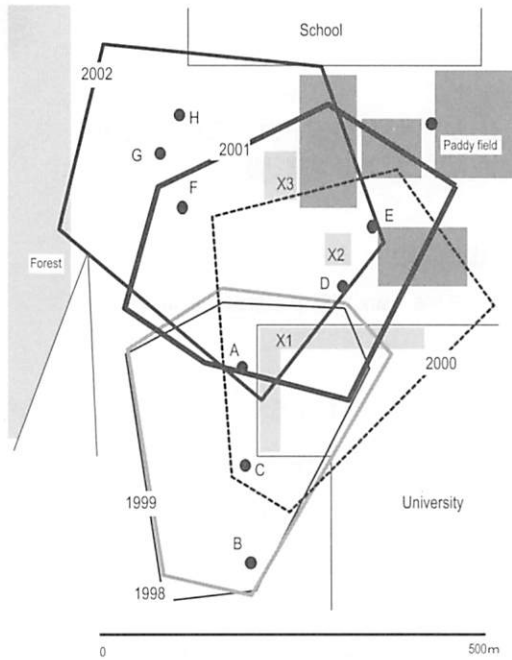 School
2002
H
2001
G
Paddy field
F
X3
E
X2
Forest
D
X1
A
2000
C
1999
University
B
1998
0
500m